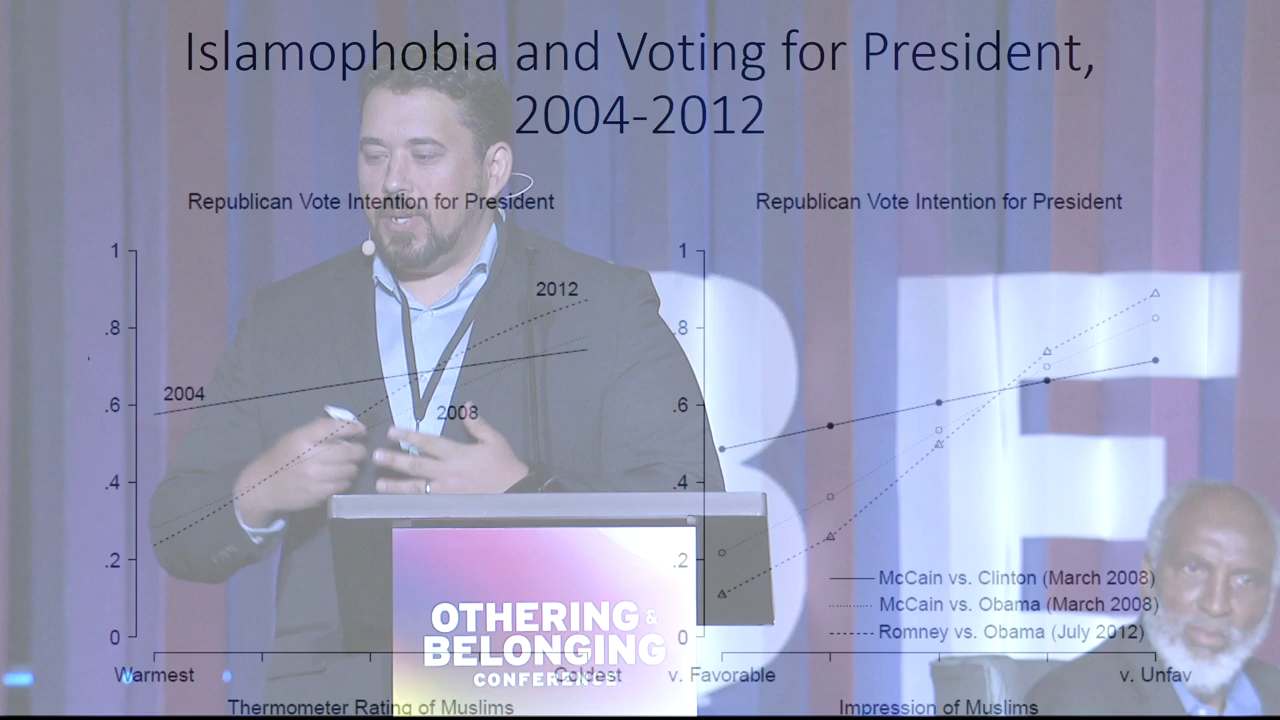 Islamophobia and Voting for President,
2004-2012
Republican Vote Intention for President
1
.8
.6
.4
.2
0
2004
2008
2012
Warmest
Coldest
Thermometer Rating of Muslims
Republican Vote Intention for President
1
.8
.6
.4
.2
0
McCain vs. Clinton (March 2008)
McCain vs. Obama (March 2008)
Romney vs. Obama (July 2012)
v. Favorable
v. Unfav
Impression of Muslims
BE
OTHERING &
BELONGING
CONFERENCE